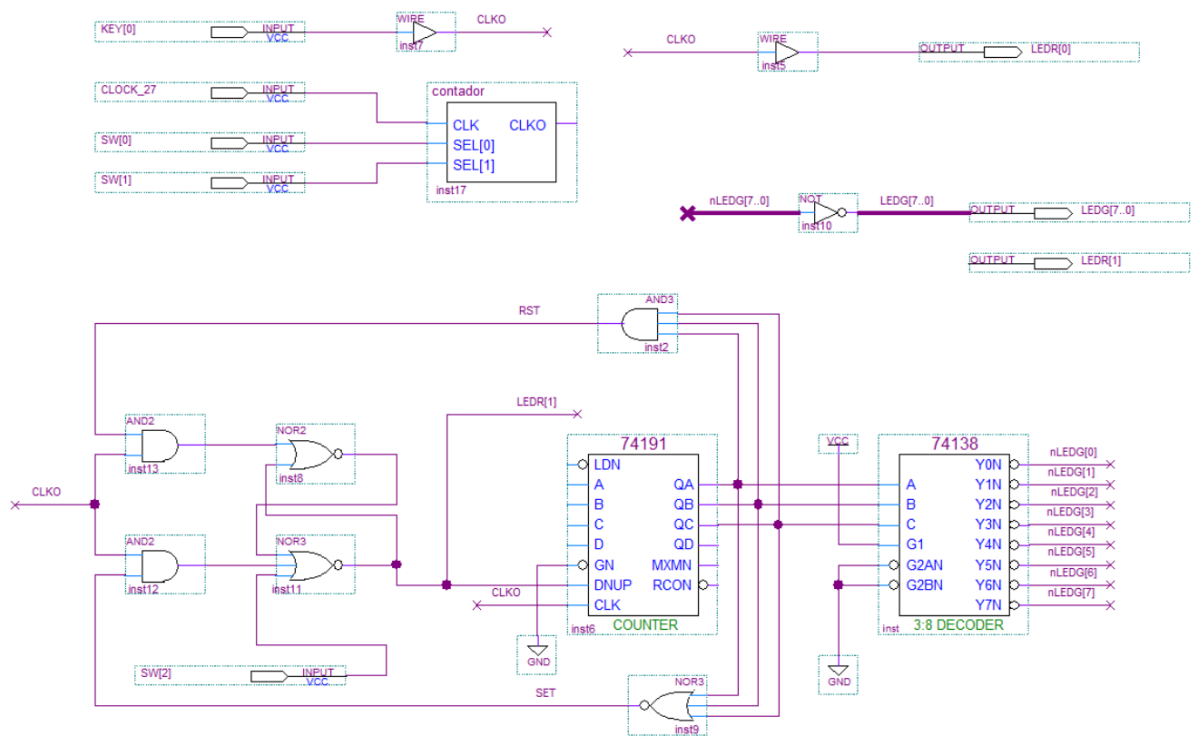 KEY[0]
INPUT
VCC
WIRE
inst7
CLKO
CLKO
WIRE
inst5
OUTPUT
LEDR[0]
CLOCK_27
INPUT
VCC
SW[0]
INPUT
VCC
SW[1]
INPUT
VCC
contador
CLK CLKO
SEL[0]
SEL[1]
inst17
nLEDG[7..0]
NOT
inst10
LEDG[7..0]
OUTPUT
LEDG[7..0]
OUTPUT
LEDR[1]
RST
AND3
inst2
LEDR[1]
AND2
inst13
NOR2
inst8
CLKO
AND2
inst12
NOR3
inst11
SW[2]
INPUT
VCC
74191
LDN
A QA
B QB
C QC
D QD
GN MXMN
DNUP RCON
CLK
inst6
COUNTER
CLKO
GND
SET
NOR3
inst9
VCC
GND
74138
A Y0N
B Y1N
C Y2N
Y3N
G1 Y4N
G2AN Y5N
G2BN Y6N
Y7N
inst
3:8 DECODER
nLEDG[0]
nLEDG[1]
nLEDG[2]
nLEDG[3]
nLEDG[4]
nLEDG[5]
nLEDG[6]
nLEDG[7]